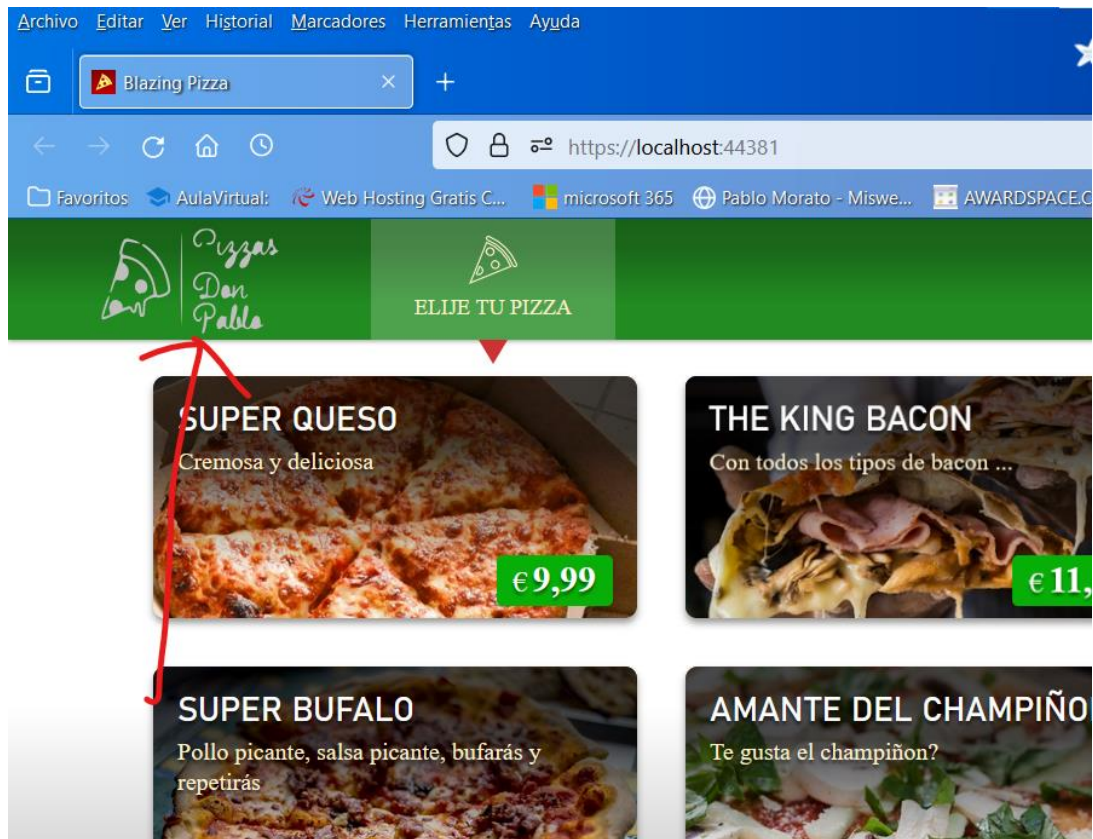 Archivo Editar Ver Historial Marcadores Herramientas Ayuda
Blazing Pizza
https://localhost:44381
Favoritos AulaVirtual: Web Hosting Gratis C... microsoft 365 Pablo Morato - Miswe... AWARDSPACE.C
Pizzas
Don
Pablo
ELIJE TU PIZZA
SUPER QUESO
Cremosa y deliciosa
€ 9,99
THE KING BACON
Con todos los tipos de bacon ...
€ 11,
SUPER BUFALO
Pollo picante, salsa picante, bufarás y
repetirás
AMANTE DEL CHAMPIÑO
Te gusta el champiñon?